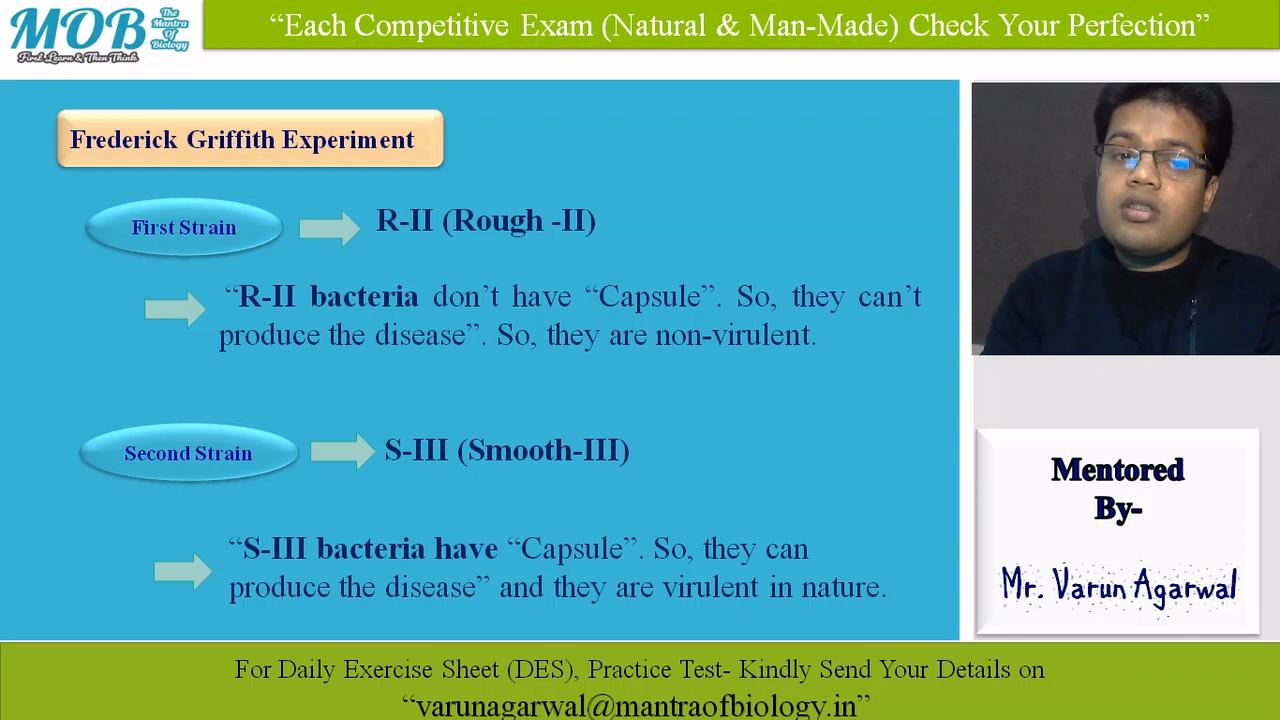 MOB
The
Mantra
Of
Biology
First Learn & Then Think
“Each Competitive Exam (Natural & Man-Made) Check Your Perfection”
Frederick Griffith Experiment
First Strain
R-II (Rough -II)
“R-II bacteria don’t have “Capsule”. So, they can’t
produce the disease”. So, they are non-virulent.
Second Strain
S-III (Smooth-III)
“S-III bacteria have “Capsule”. So, they can
produce the disease” and they are virulent in nature.
Mentored
By-
Mr. Varun Agarwal
For Daily Exercise Sheet (DES), Practice Test- Kindly Send Your Details on
“varunagarwal@mantraofbiology.in”